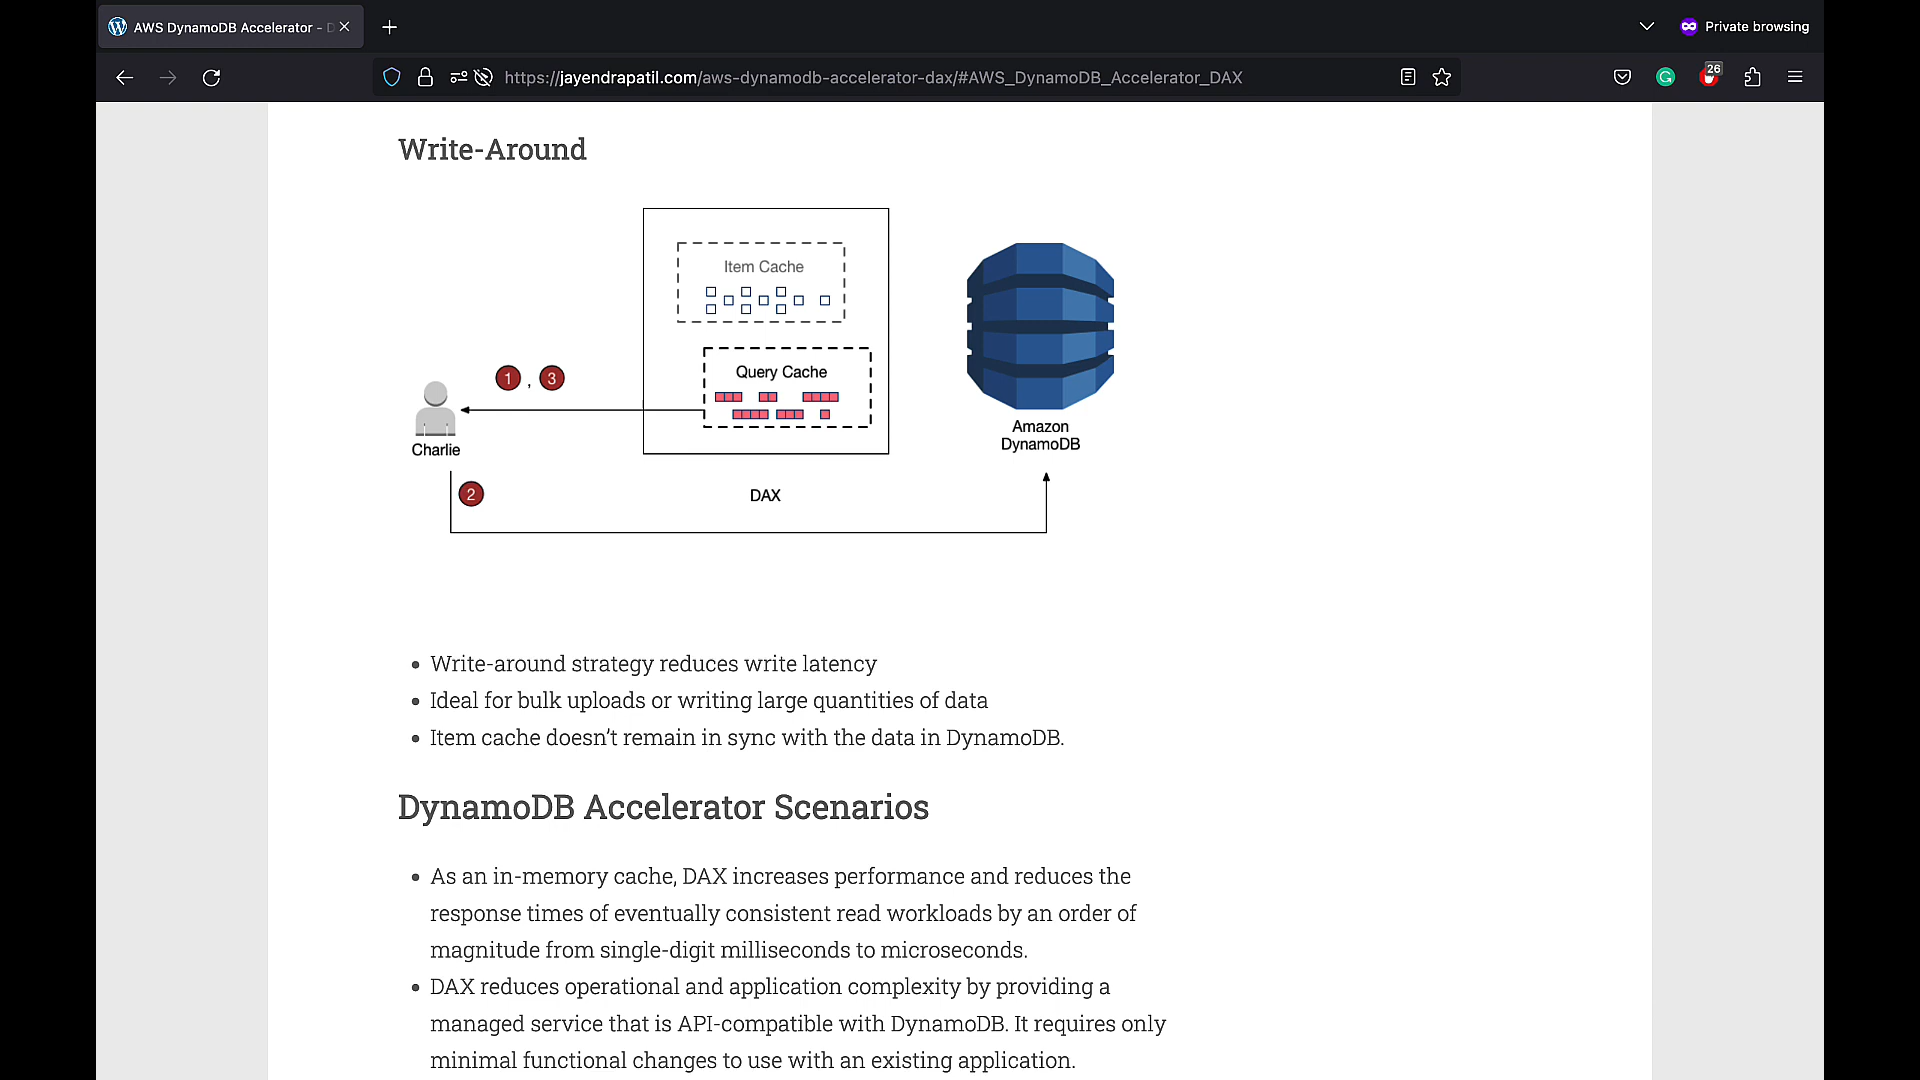 AWS DynamoDB Accelerator - D
Private browsing
https://jayendrapatil.com/aws-dynamodb-accelerator-dax/#AWS_DynamoDB_Accelerator_DAX
26
Write-Around
Item Cache
Query Cache
1 , 3
Charlie
Amazon
DynamoDB
2
DAX
• Write-around strategy reduces write latency
• Ideal for bulk uploads or writing large quantities of data
• Item cache doesn’t remain in sync with the data in DynamoDB.
DynamoDB Accelerator Scenarios
• As an in-memory cache, DAX increases performance and reduces the
response times of eventually consistent read workloads by an order of
magnitude from single-digit milliseconds to microseconds.
• DAX reduces operational and application complexity by providing a
managed service that is API-compatible with DynamoDB. It requires only
minimal functional changes to use with an existing application.